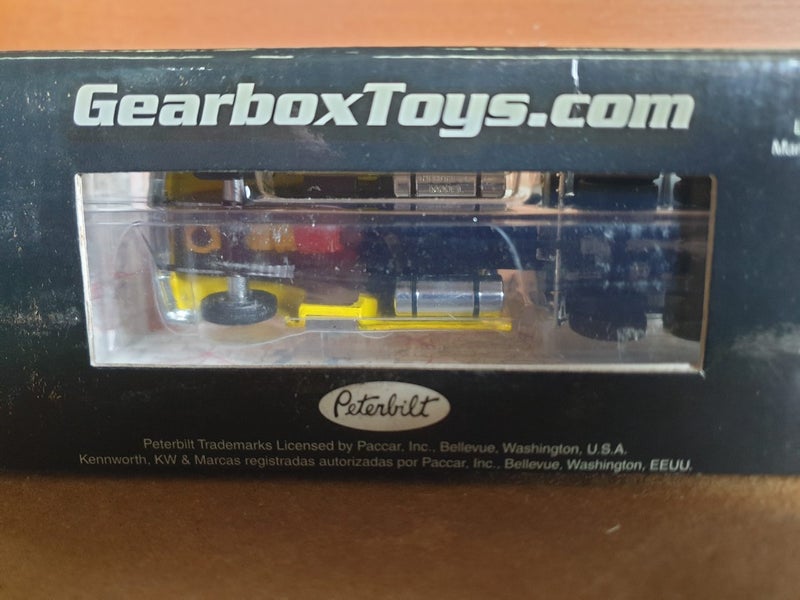 GearboxToys.com
Peterbilt
Peterbilt Trademarks Licensed by Paccar, Inc., Bellevue, Washington, U.S.A.
Kennworth, KW & Marcas registradas autorizadas por Paccar, Inc., Bellevue, Washington, EEUU.